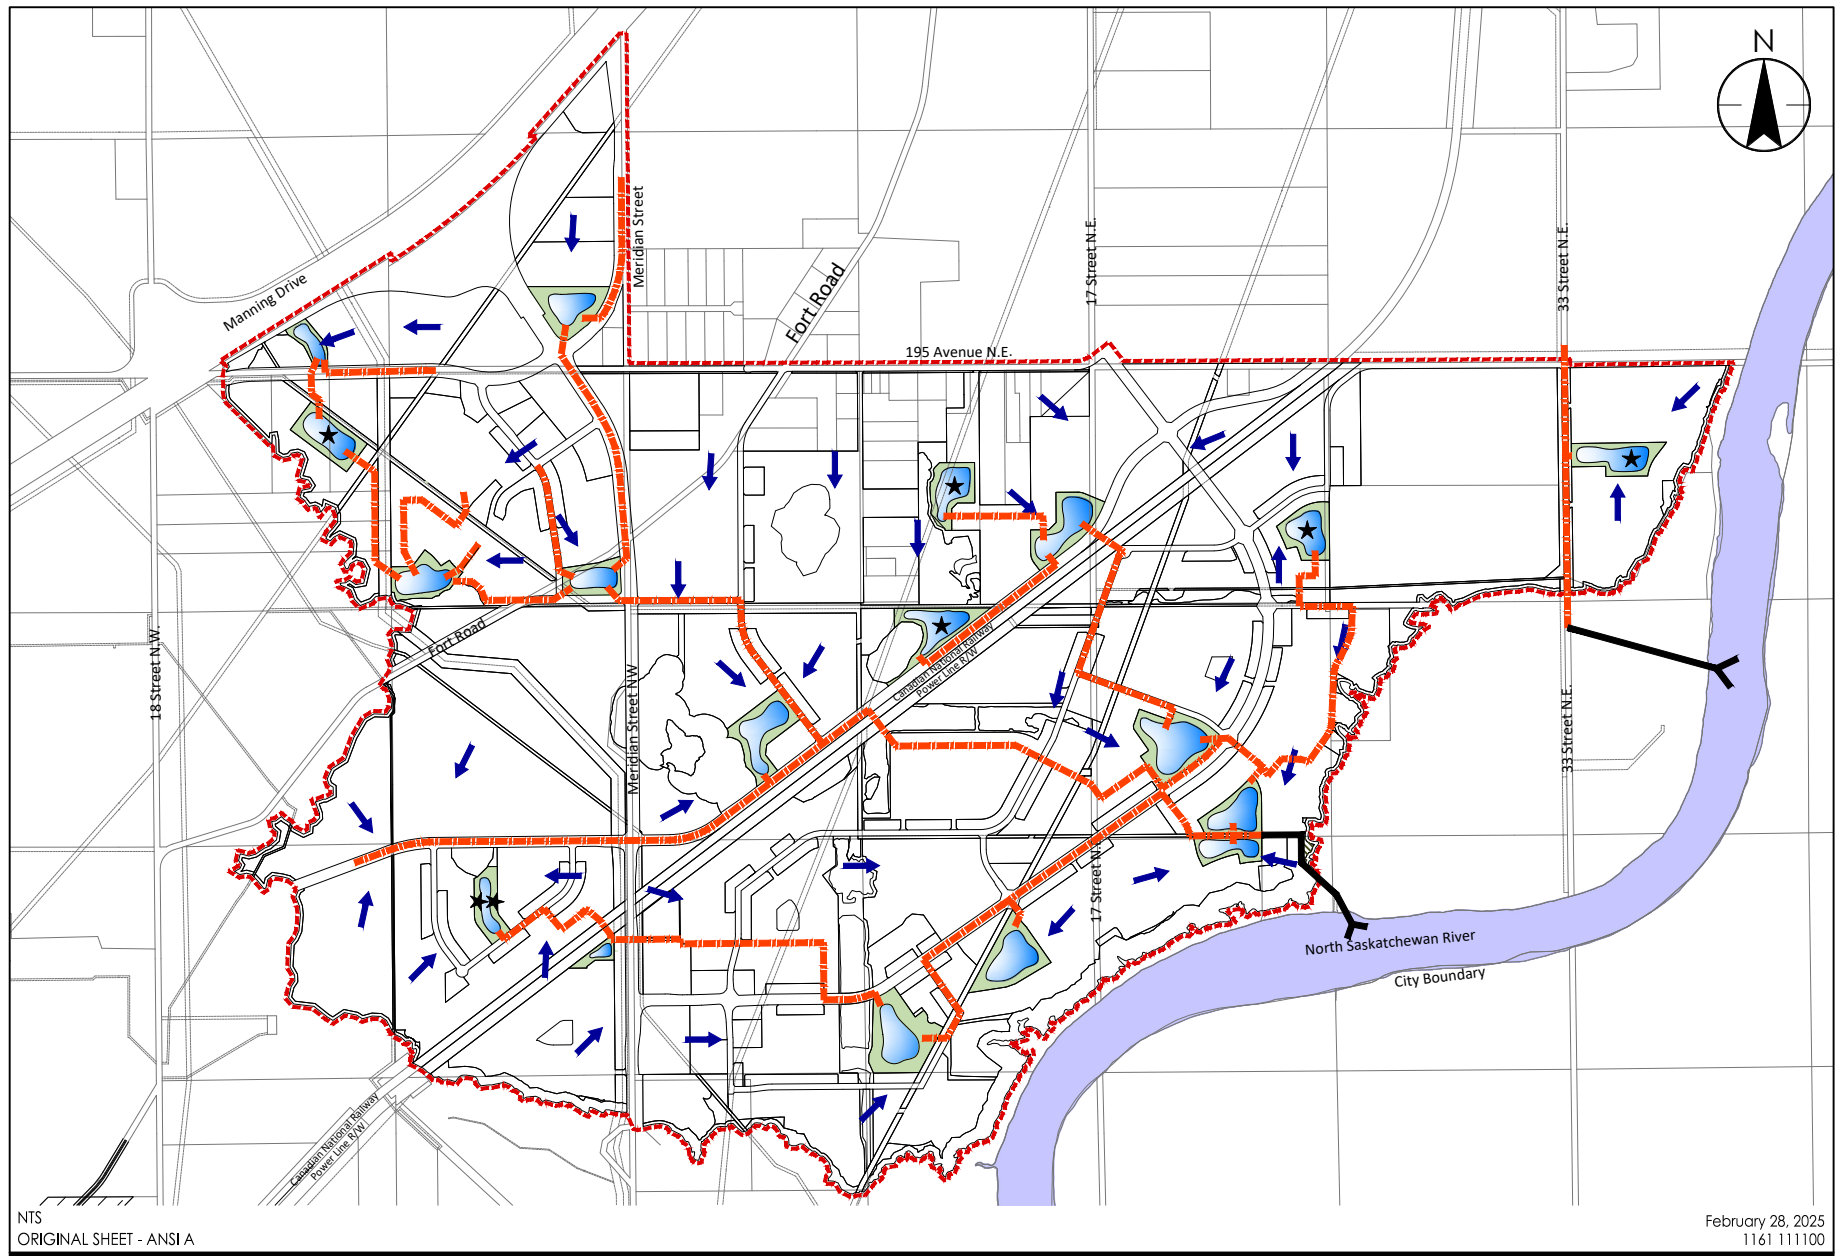 N
Manning Drive
Meridian Street
Fort Road
17 Street N.E.
33 Street N.E.
195 Avenue N.E.
18 Street N.W.
Fort Road
Meridian Street NW
Canadian National Railway
Power Line R/W
33 Street N.E.
17 Street N.E.
North Saskatchewan River
City Boundary
Canadian National Railway
Power Line R/W
NTS
ORIGINAL SHEET - ANSI A
February 28, 2025
1161 111100